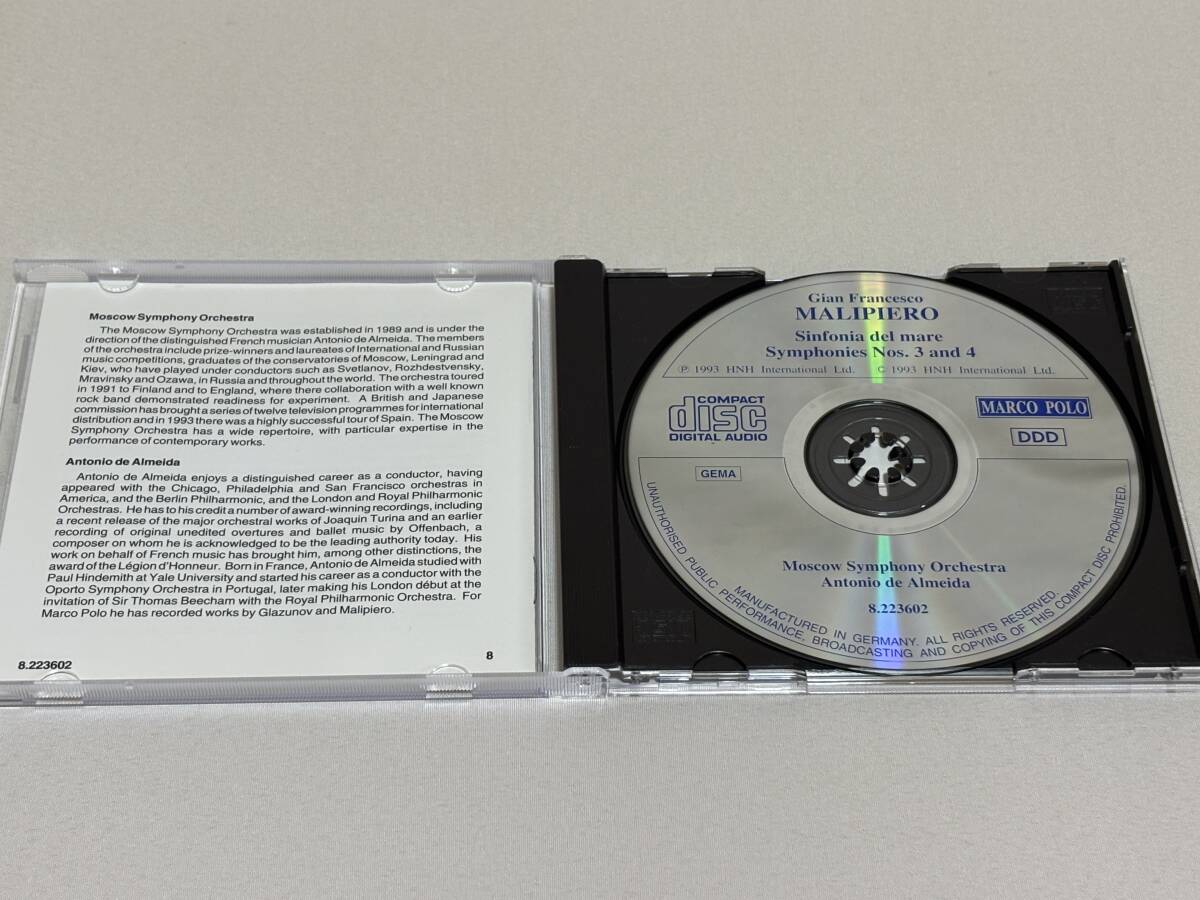 Moscow Symphony Orchestra
The Moscow Symphony Orchestra was established in 1989 and is under the
direction of the distinguished French musician Antonio de Almeida. The members
of the orchestra include prize-winners and laureates of International and Russian
music competitions, graduates of the conservatories of Moscow, Leningrad and
Kiev, who have played under conductors such as Svetlanov, Rozhdestvensky,
Mravinsky and Ozawa, in Russia and throughout the world. The orchestra toured
in 1991 to Finland and to England, where there collaboration with a well known
rock band demonstrated readiness for experiment. A British and Japanese
commission has brought a series of twelve television programmes for international
distribution and in 1993 there was a highly successful tour of Spain. The Moscow
Symphony Orchestra has a wide repertoire, with particular expertise in the
performance of contemporary works.
Antonio de Almeida
Antonio de Almeida enjoys a distinguished career as a conductor, having
appeared with the Chicago, Philadelphia and San Francisco orchestras in
America, and the Berlin Philharmonic, and the London and Royal Philharmonic
Orchestras. He has to his credit a number of award-winning recordings, including
a recent release of the major orchestral works of Joaquin Turina and an earlier
recording of original unedited overtures and ballet music by Offenbach, a
composer on whom he is acknowledged to be the leading authority today. His
work on behalf of French music has brought him, among other distinctions, the
award of the Légion d'Honneur. Born in France, Antonio de Almeida studied with
Paul Hindemith at Yale University and started his career as a conductor with the
Oporto Symphony Orchestra in Portugal, later making his London début at the
invitation of Sir Thomas Beecham with the Royal Philharmonic Orchestra. For
Marco Polo he has recorded works by Glazunov and Malipiero.
8.223602
8
Gian Francesco
MALIPIERO
Sinfonia del mare
Symphonies Nos. 3 and 4
℗ 1993 HNH International Ltd. © 1993 HNH International Ltd.
COMPACT
disc
DIGITAL AUDIO
MARCO POLO
DDD
GEMA
Moscow Symphony Orchestra
Antonio de Almeida
8.223602
MANUFACTURED IN GERMANY. ALL RIGHTS RESERVED.
UNAUTHORISED PUBLIC PERFORMANCE, BROADCASTING AND COPYING OF THIS COMPACT DISC PROHIBITED.